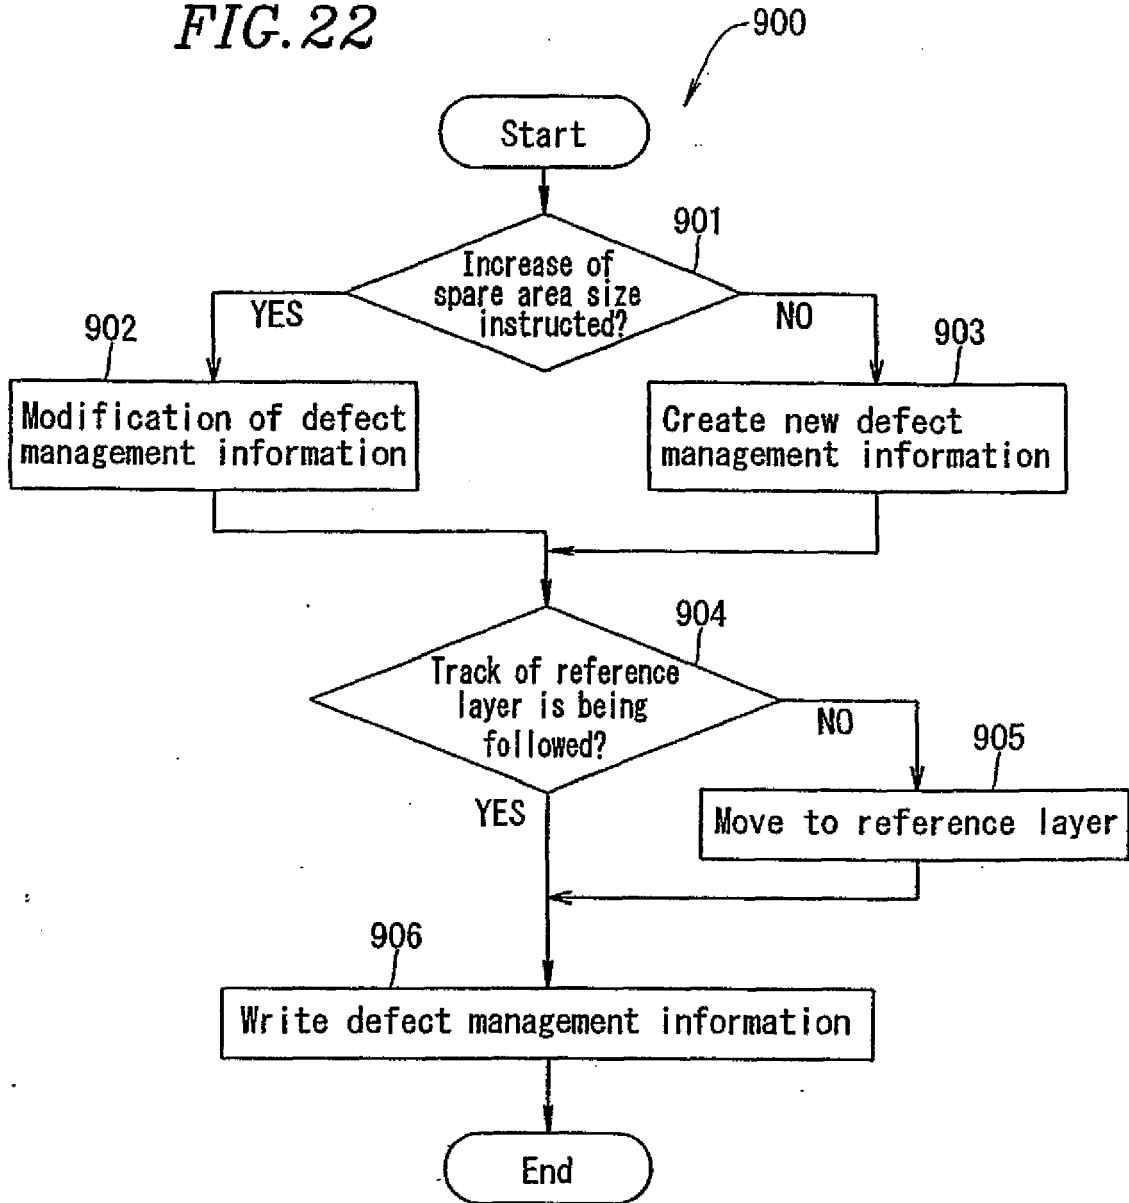 FIG.22
900
Start
901
Increase of
spare area size
instructed?
YES
NO
902
903
Modification of defect
management information
Create new defect
management information
904
Track of reference
layer is being
followed?
NO
905
YES
Move to reference layer
906
Write defect management information
End